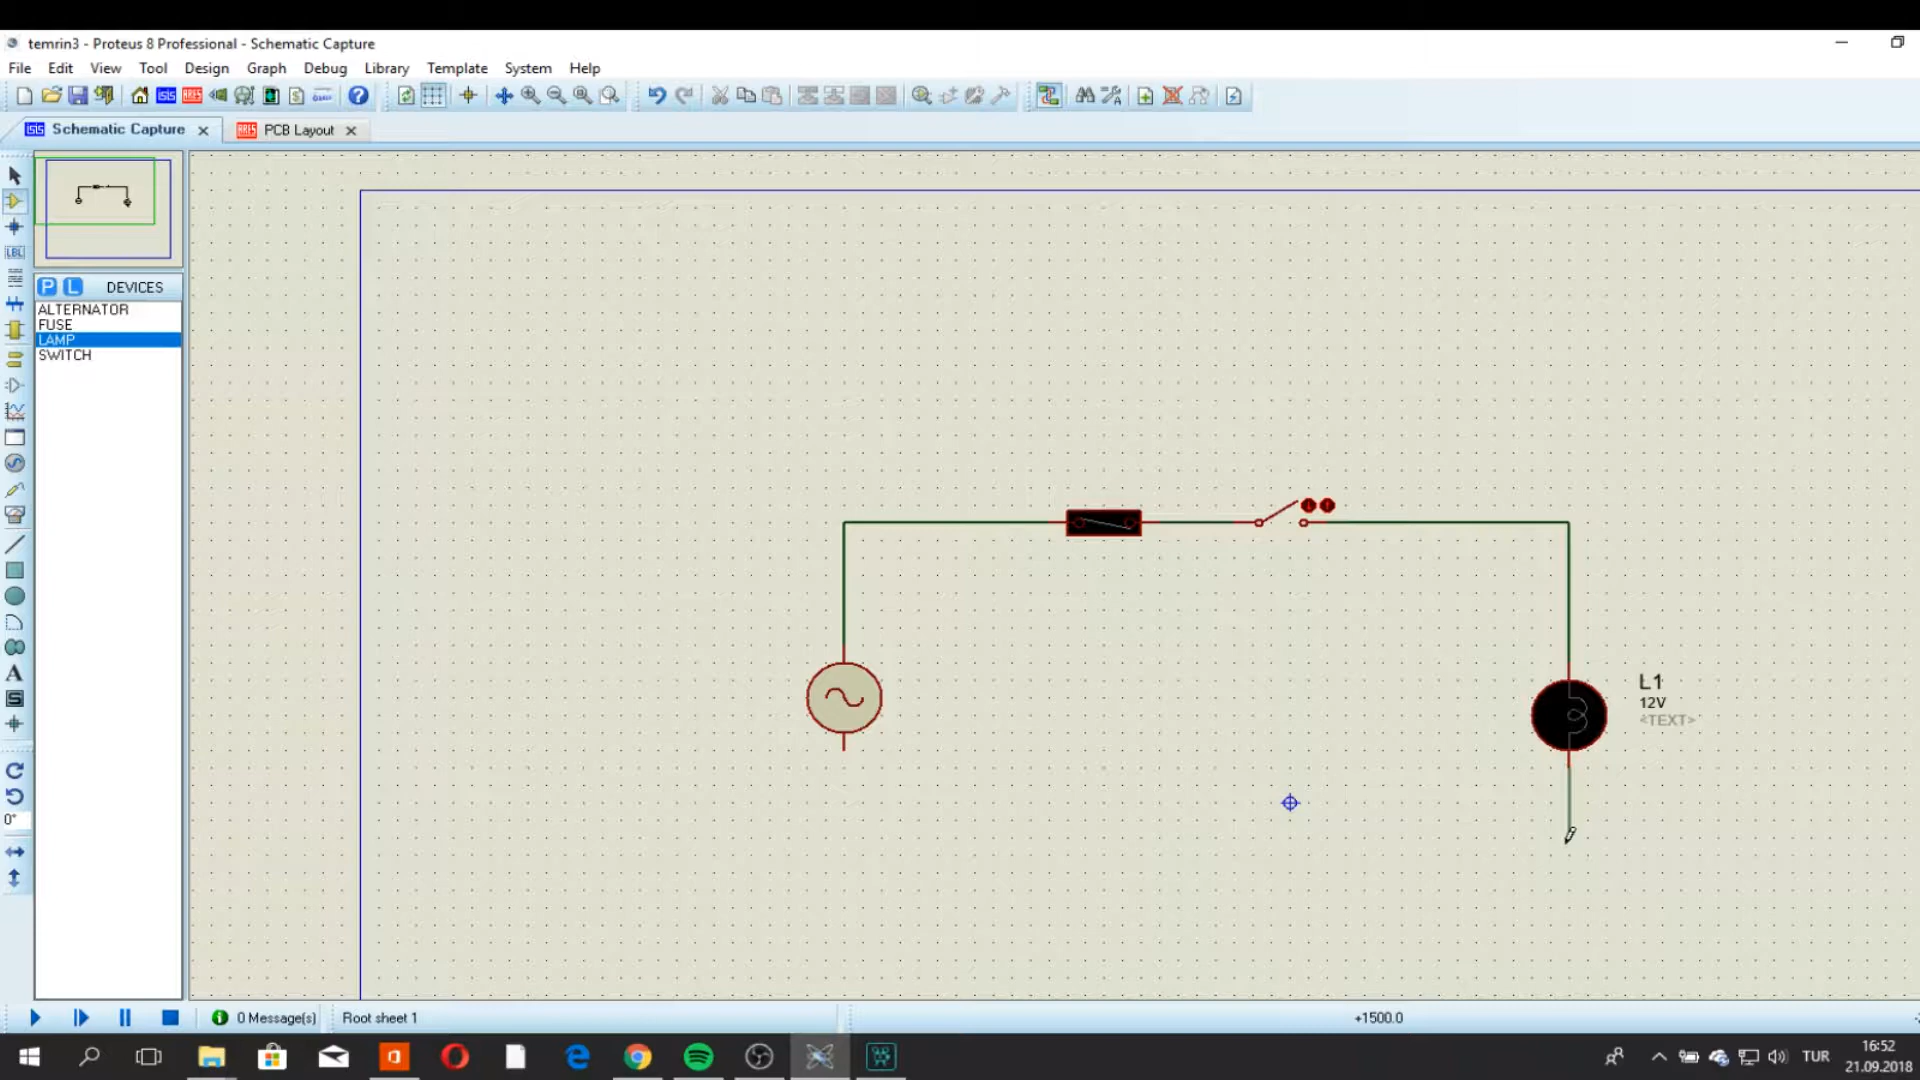 temrin3 - Proteus 8 Professional - Schematic Capture
File Edit View Tool Design Graph Debug Library Template System Help
Schematic Capture
PCB Layout
P L DEVICES
ALTERNATOR
FUSE
LAMP
SWITCH
LBL
A
S
0°
L1
12V
<TEXT>
0 Message(s)
Root sheet 1
+1500.0
TUR
16:52
21.09.2018